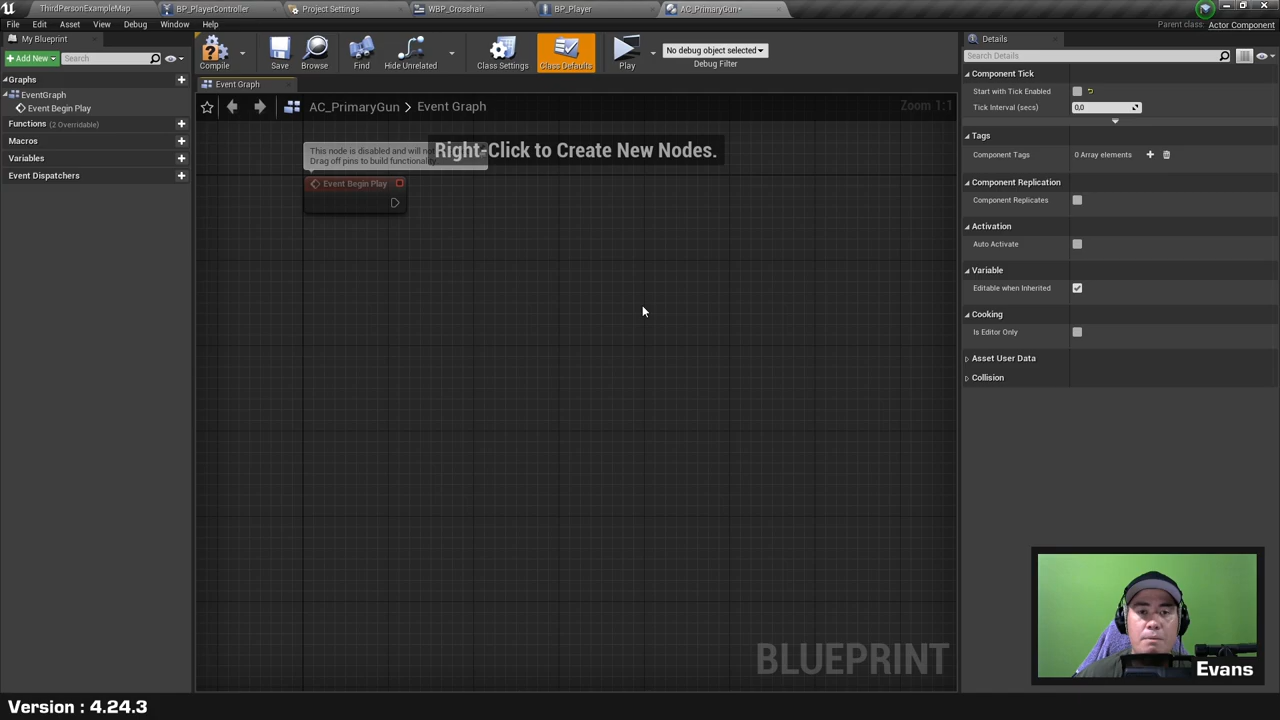 ThirdPersonExampleMap
BP_PlayerController
Project Settings
WBP_Crosshair
BP_Player
AC_PrimaryGun*
File Edit Asset View Debug Window Help
Parent class: Actor Component
My Blueprint
Add New
Search
Compile
Save
Browse
Find
Hide Unrelated
Class Settings
Class Defaults
Play
No debug object selected
Debug Filter
Details
Search Details
Graphs
EventGraph
Event Begin Play
Functions (2 Overridable)
Macros
Variables
Event Dispatchers
Event Graph
AC_PrimaryGun > Event Graph
Zoom 1:1
This node is disabled and will no
Drag off pins to build functionality
Right-Click to Create New Nodes.
Event Begin Play
BLUEPRINT
Component Tick
Start with Tick Enabled
Tick Interval (secs) 0,0
Tags
Component Tags 0 Array elements
Component Replication
Component Replicates
Activation
Auto Activate
Variable
Editable when Inherited
Cooking
Is Editor Only
Asset User Data
Collision
Evans
Version : 4.24.3